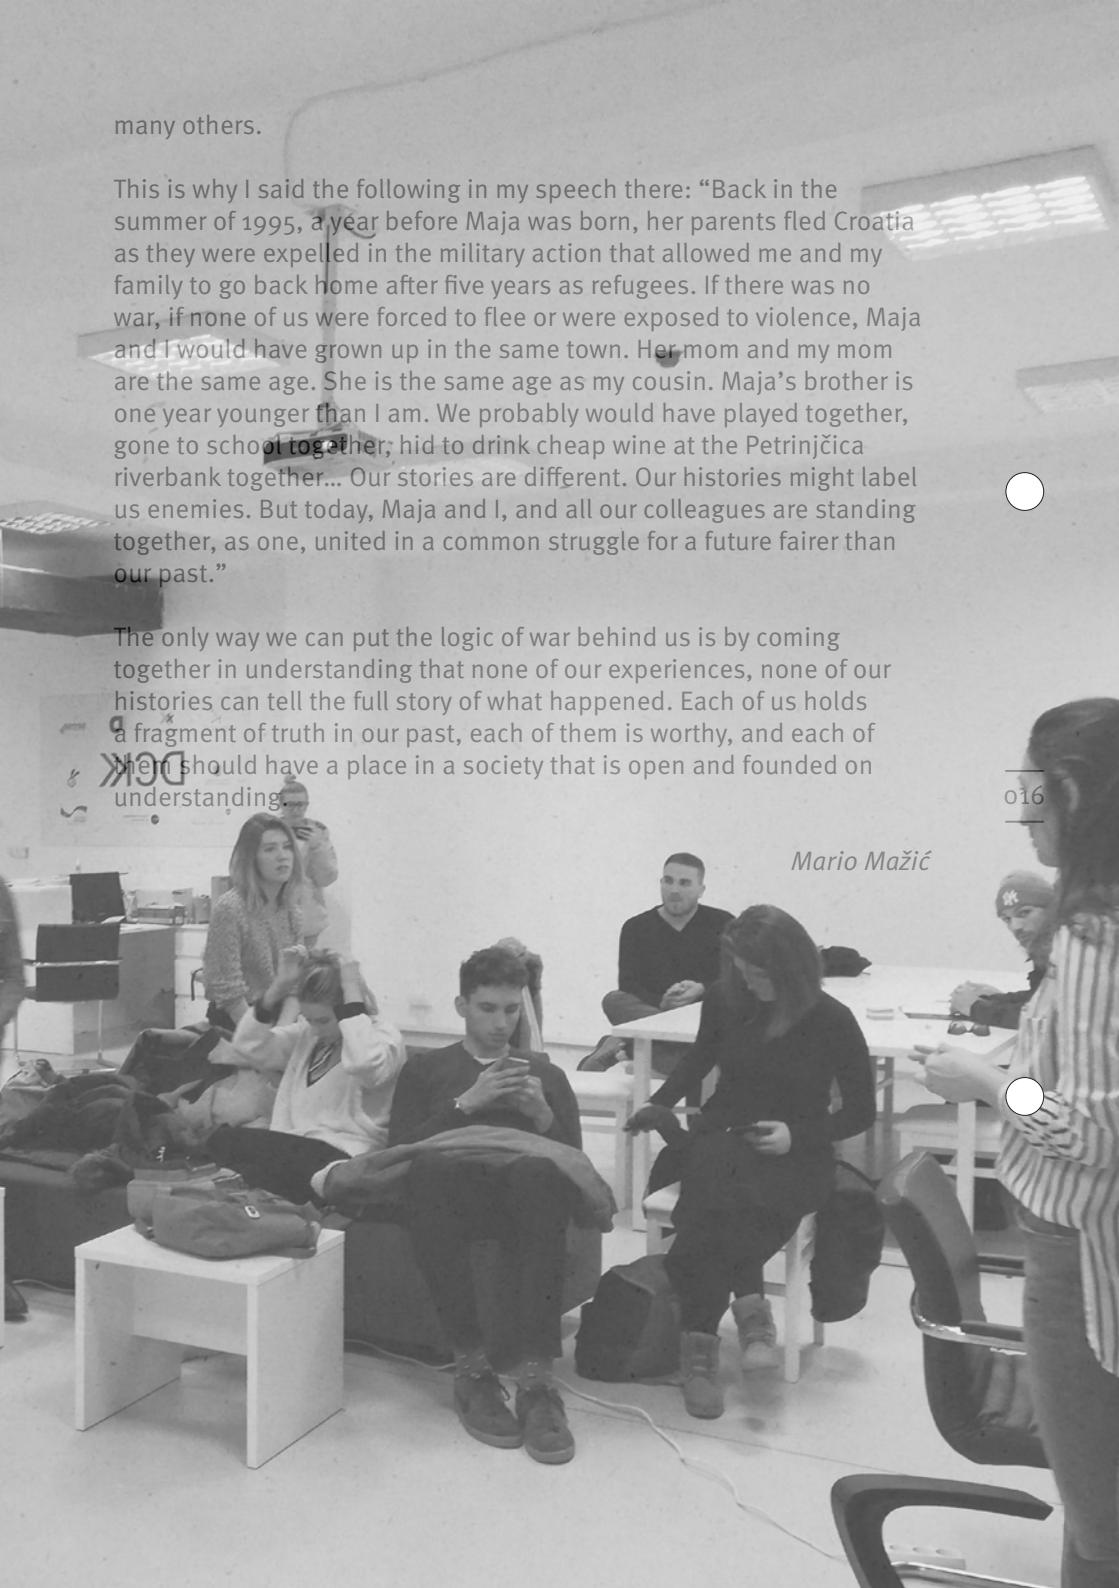 many others.
This is why I said the following in my speech there: “Back in the
summer of 1995, a year before Maja was born, her parents fled Croatia
as they were expelled in the military action that allowed me and my
family to go back home after five years as refugees. If there was no
war, if none of us were forced to flee or were exposed to violence, Maja
and I would have grown up in the same town. Her mom and my mom
are the same age. She is the same age as my cousin. Maja’s brother is
one year younger than I am. We probably would have played together,
gone to school together, hid to drink cheap wine at the Petrinjčica
riverbank together... Our stories are different. Our histories might label
us enemies. But today, Maja and I, and all our colleagues are standing
together, as one, united in a common struggle for a future fairer than
our past.”
The only way we can put the logic of war behind us is by coming
together in understanding that none of our experiences, none of our
histories can tell the full story of what happened. Each of us holds
a fragment of truth in our past, each of them is worthy, and each of
them should have a place in a society that is open and founded on
understanding.
016
Mario Mažić